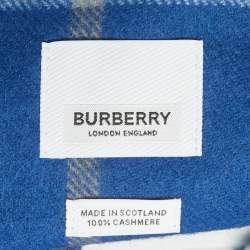 BURBERRY
LONDON ENGLAND
MADE IN SCOTLAND
100% CASHMERE